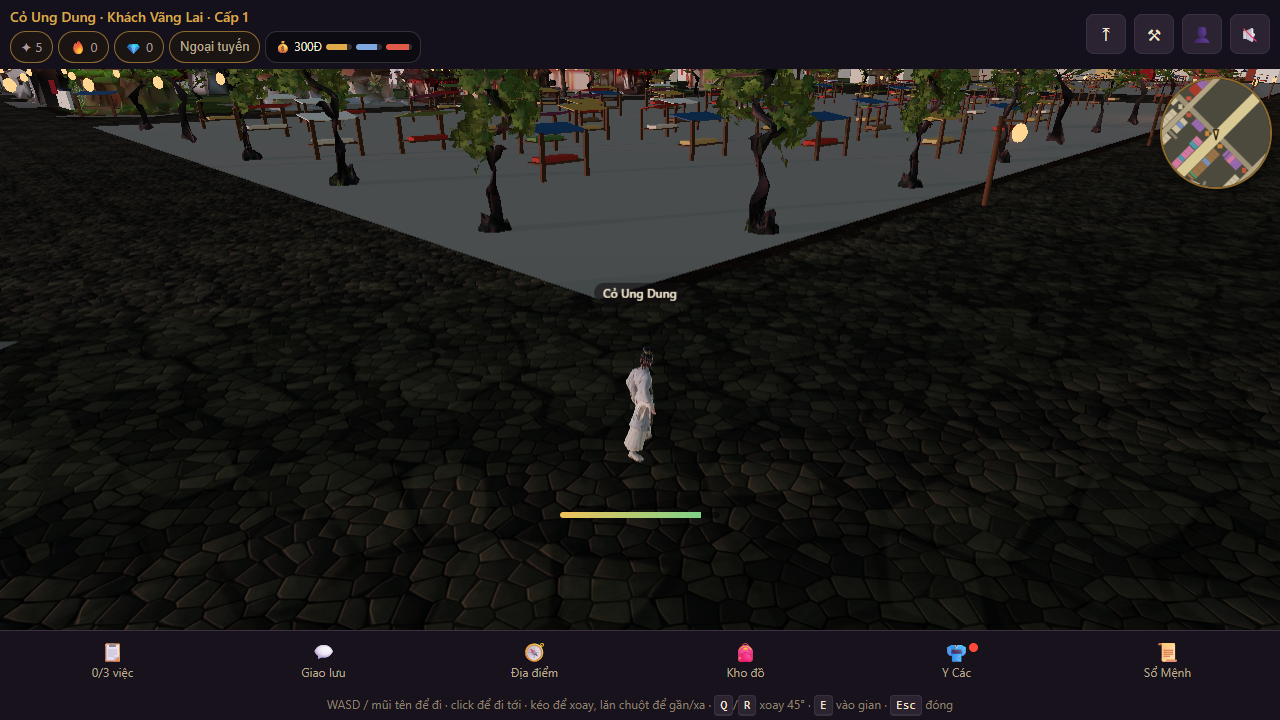 Cỏ Ung Dung · Khách Vãng Lai · Cấp 1
5
0
0
Ngoại tuyến
300Đ
Cỏ Ung Dung
0/3 việc
Giao lưu
Địa điểm
Kho đồ
Y Các
Sổ Mệnh
WASD / mũi tên để đi · click để đi tới · kéo để xoay, lăn chuột để gần/xa · Q / R xoay 45° · E vào gian · Esc đóng